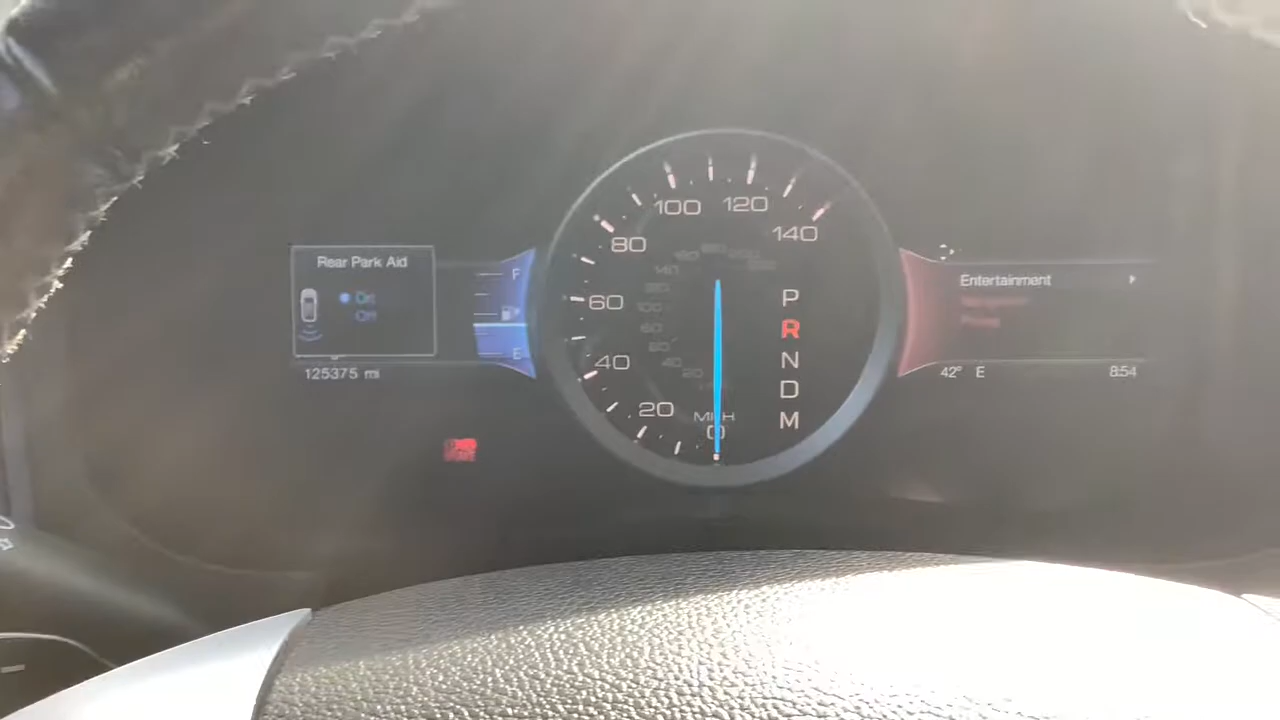 Rear Park Aid
On
Off
125375 mi
F
E
0
20
40
60
80
100
120
140
MPH
P
R
N
D
M
Entertainment
42° E
8:54